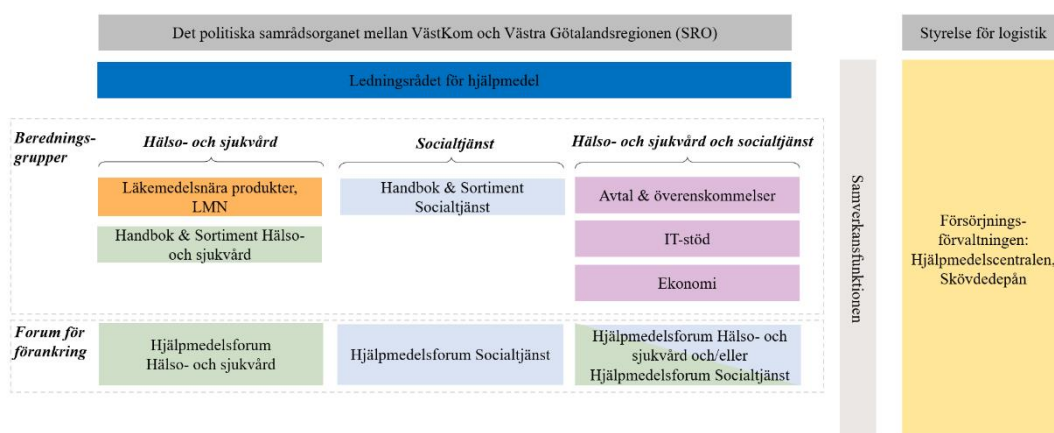 Det politiska samrådsorganet mellan VästKom och Västra Götalandsregionen (SRO)
Styrelse för logistik
Ledningsrådet för hjälpmedel
Berednings-
grupper
Hälso- och sjukvård
Socialtjänst
Hälso- och sjukvård och socialtjänst
Läkemedelsnära produkter,
LMN
Handbok & Sortiment Hälso-
och sjukvård
Handbok & Sortiment
Socialtjänst
Avtal & överenskommelser
IT-stöd
Ekonomi
Forum för
förankring
Hjälpmedelsforum
Hälso- och sjukvård
Hjälpmedelsforum Socialtjänst
Hjälpmedelsforum Hälso- och
sjukvård och/eller
Hjälpmedelsforum Socialtjänst
Samverkansfunktionen
Försörjnings-
förvaltningen:
Hjälpmedelscentralen,
Skövdedepån